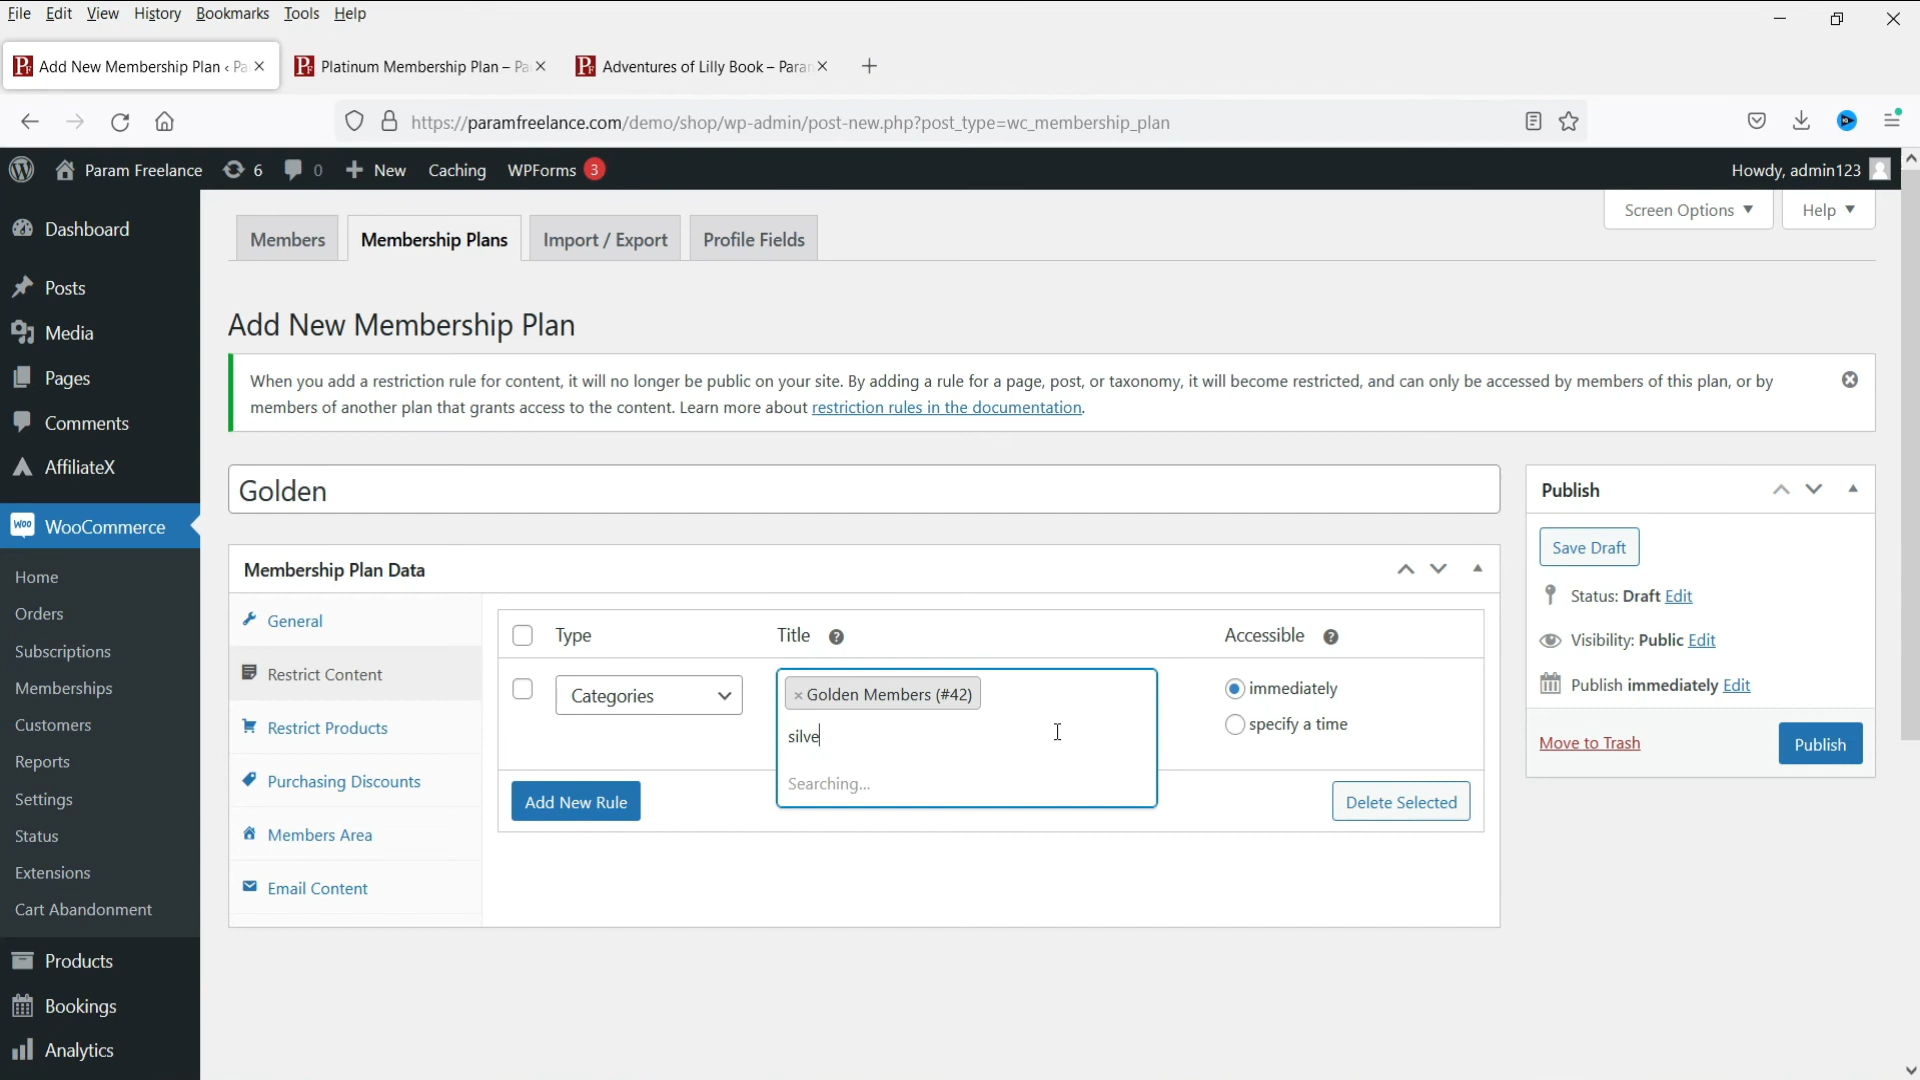 File Edit View History Bookmarks Tools Help
Add New Membership Plan ‹ Pa
Platinum Membership Plan – Pa
Adventures of Lilly Book – Para
https://paramfreelance.com/demo/shop/wp-admin/post-new.php?post_type=wc_membership_plan
Param Freelance 6 0 New Caching WPForms 3 Howdy, admin123
Dashboard
Posts
Media
Pages
Comments
AffiliateX
WooCommerce
Home
Orders
Subscriptions
Memberships
Customers
Reports
Settings
Status
Extensions
Cart Abandonment
Products
Bookings
Analytics
Screen Options Help
Members Membership Plans Import / Export Profile Fields
Add New Membership Plan
When you add a restriction rule for content, it will no longer be public on your site. By adding a rule for a page, post, or taxonomy, it will become restricted, and can only be accessed by members of this plan, or by
members of another plan that grants access to the content. Learn more about restriction rules in the documentation.
Golden
Membership Plan Data
General
Restrict Content
Restrict Products
Purchasing Discounts
Members Area
Email Content
Type Title ? Accessible ?
Categories × Golden Members (#42) immediately
silve specify a time
Searching...
Add New Rule Delete Selected
Publish
Save Draft
Status: Draft Edit
Visibility: Public Edit
Publish immediately Edit
Move to Trash Publish